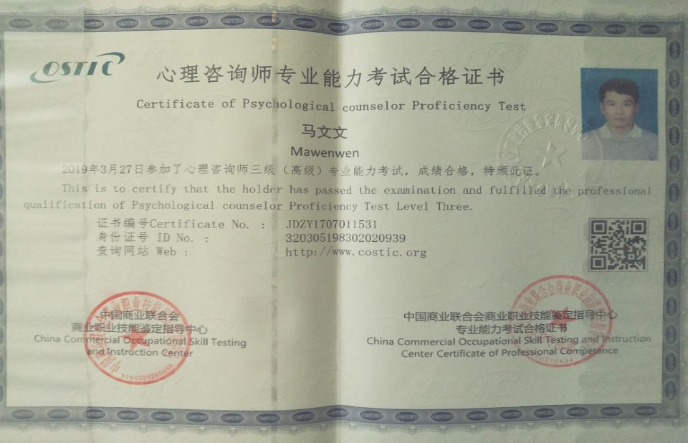 OSTIC
心理咨询师专业能力考试合格证书
Certificate of Psychological counselor Proficiency Test
马文文
Mawenwen
2019年3月27日参加了心理咨询师三级（高级）专业能力考试，成绩合格，特颁此证。
This is to certify that the holder has passed the examination and fulfilled the professional
qualification of Psychological counselor Proficiency Test Level Three.
证书编号Certificate No. : JDZY1707011531
身份证号 ID No. : 320305198302020939
查询网站 Web : http://www.costic.org
中国商业联合会
商业职业技能鉴定指导中心
China Commercial Occupational Skill Testing
and Instruction Center
中国商业联合会商业职业技能鉴定指导中心
专业能力考试合格证书
China Commercial Occupational Skill Testing and Instruction
Center Certificate of Professional Competence